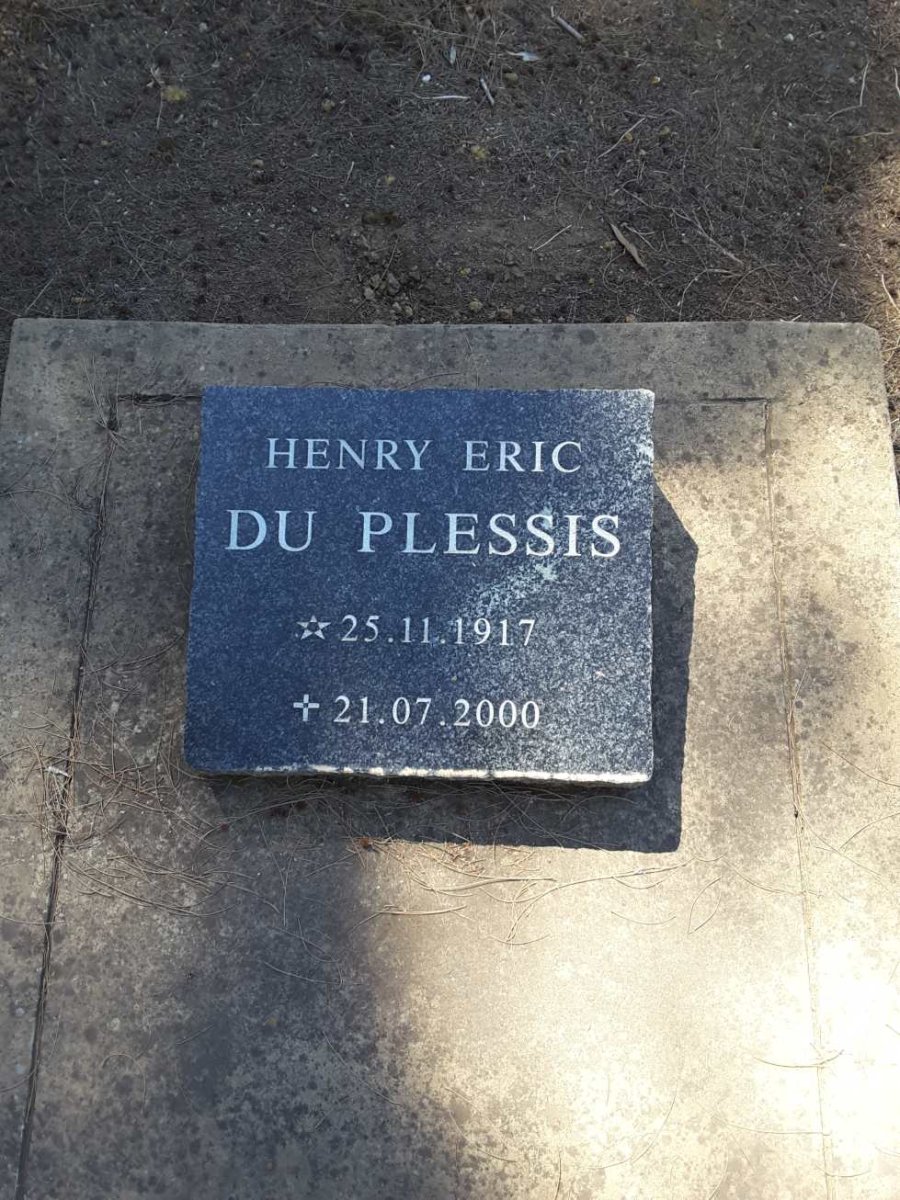 HENRY ERIC
DU PLESSIS
☆ 25.11.1917
✝ 21.07.2000